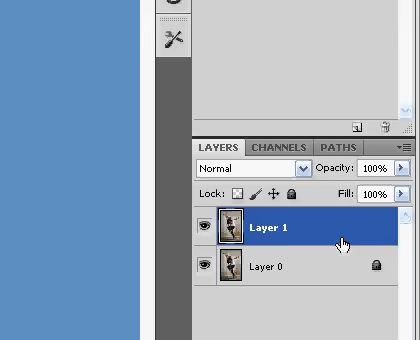 LAYERS CHANNELS PATHS
Normal Opacity: 100%
Lock: Fill: 100%
Layer 1
Layer 0